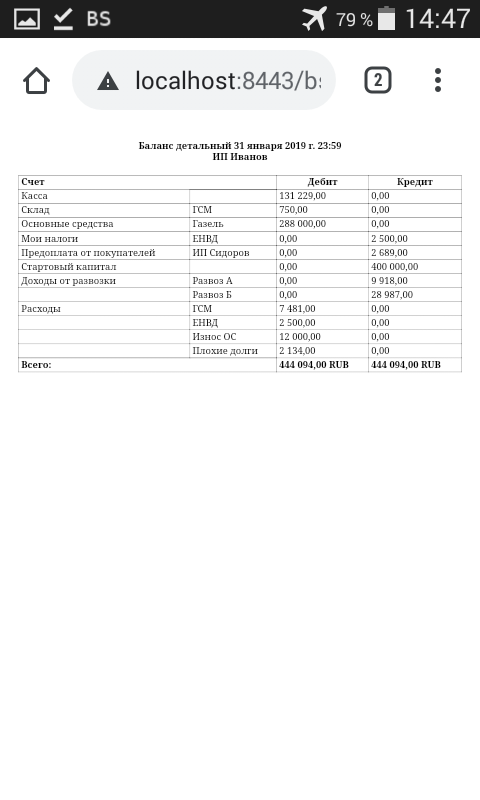 BS 79 % 14:47
localhost:8443/bs 2
Баланс детальный 31 января 2019 г. 23:59
ИП Иванов
Счет Дебит Кредит
Касса 131 229,00 0,00
Склад ГСМ 750,00 0,00
Основные средства Газель 288 000,00 0,00
Мои налоги ЕНВД 0,00 2 500,00
Предоплата от покупателей ИП Сидоров 0,00 2 689,00
Стартовый капитал 0,00 400 000,00
Доходы от развозки Развоз А 0,00 9 918,00
Развоз Б 0,00 28 987,00
Расходы ГСМ 7 481,00 0,00
ЕНВД 2 500,00 0,00
Износ ОС 12 000,00 0,00
Плохие долги 2 134,00 0,00
Всего: 444 094,00 RUB 444 094,00 RUB